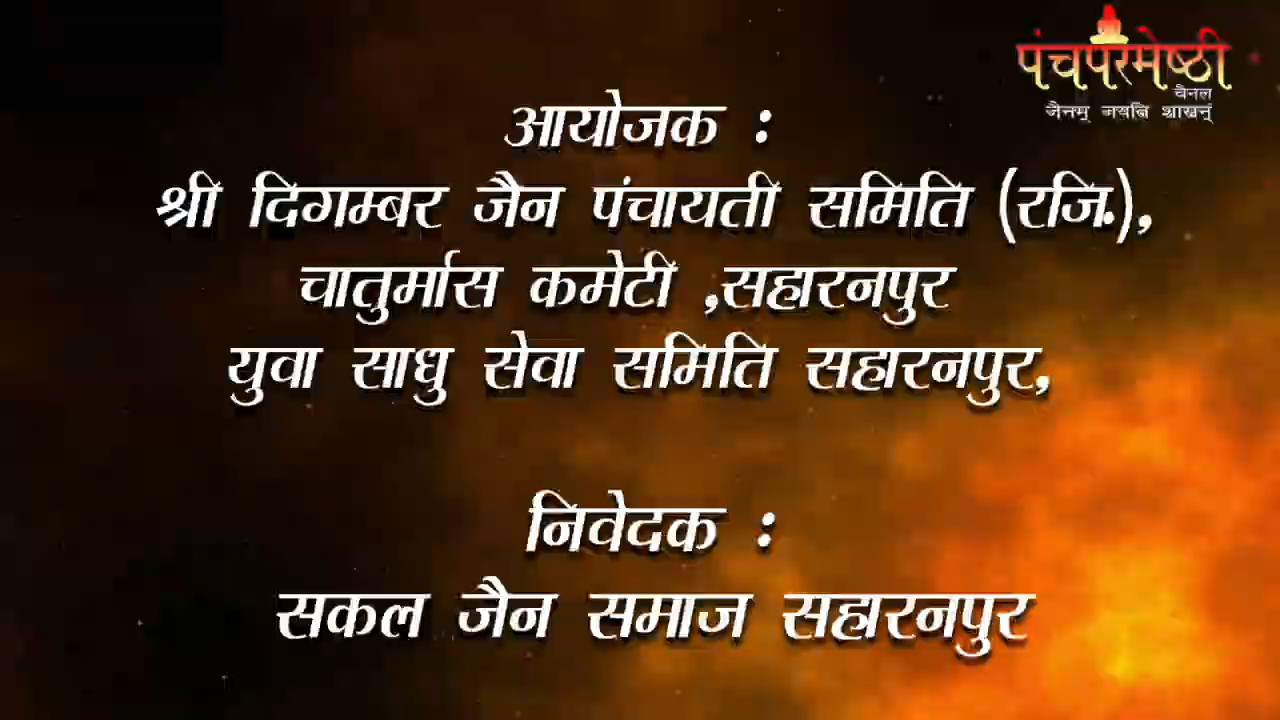 पंचपरमेष्ठी
चैनल
जैनम् जयति शासनं
आयोजक :
श्री दिगम्बर जैन पंचायती समिति (रजि.),
चातुर्मास कमेटी ,सहारनपुर
युवा साधु सेवा समिति सहारनपुर,
निवेदक :
सकल जैन समाज सहारनपुर